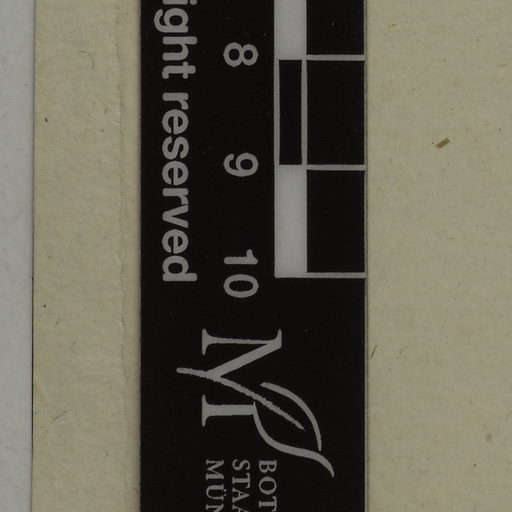 ight reserved
8 9 10
M
BOT
STAA
MÜN